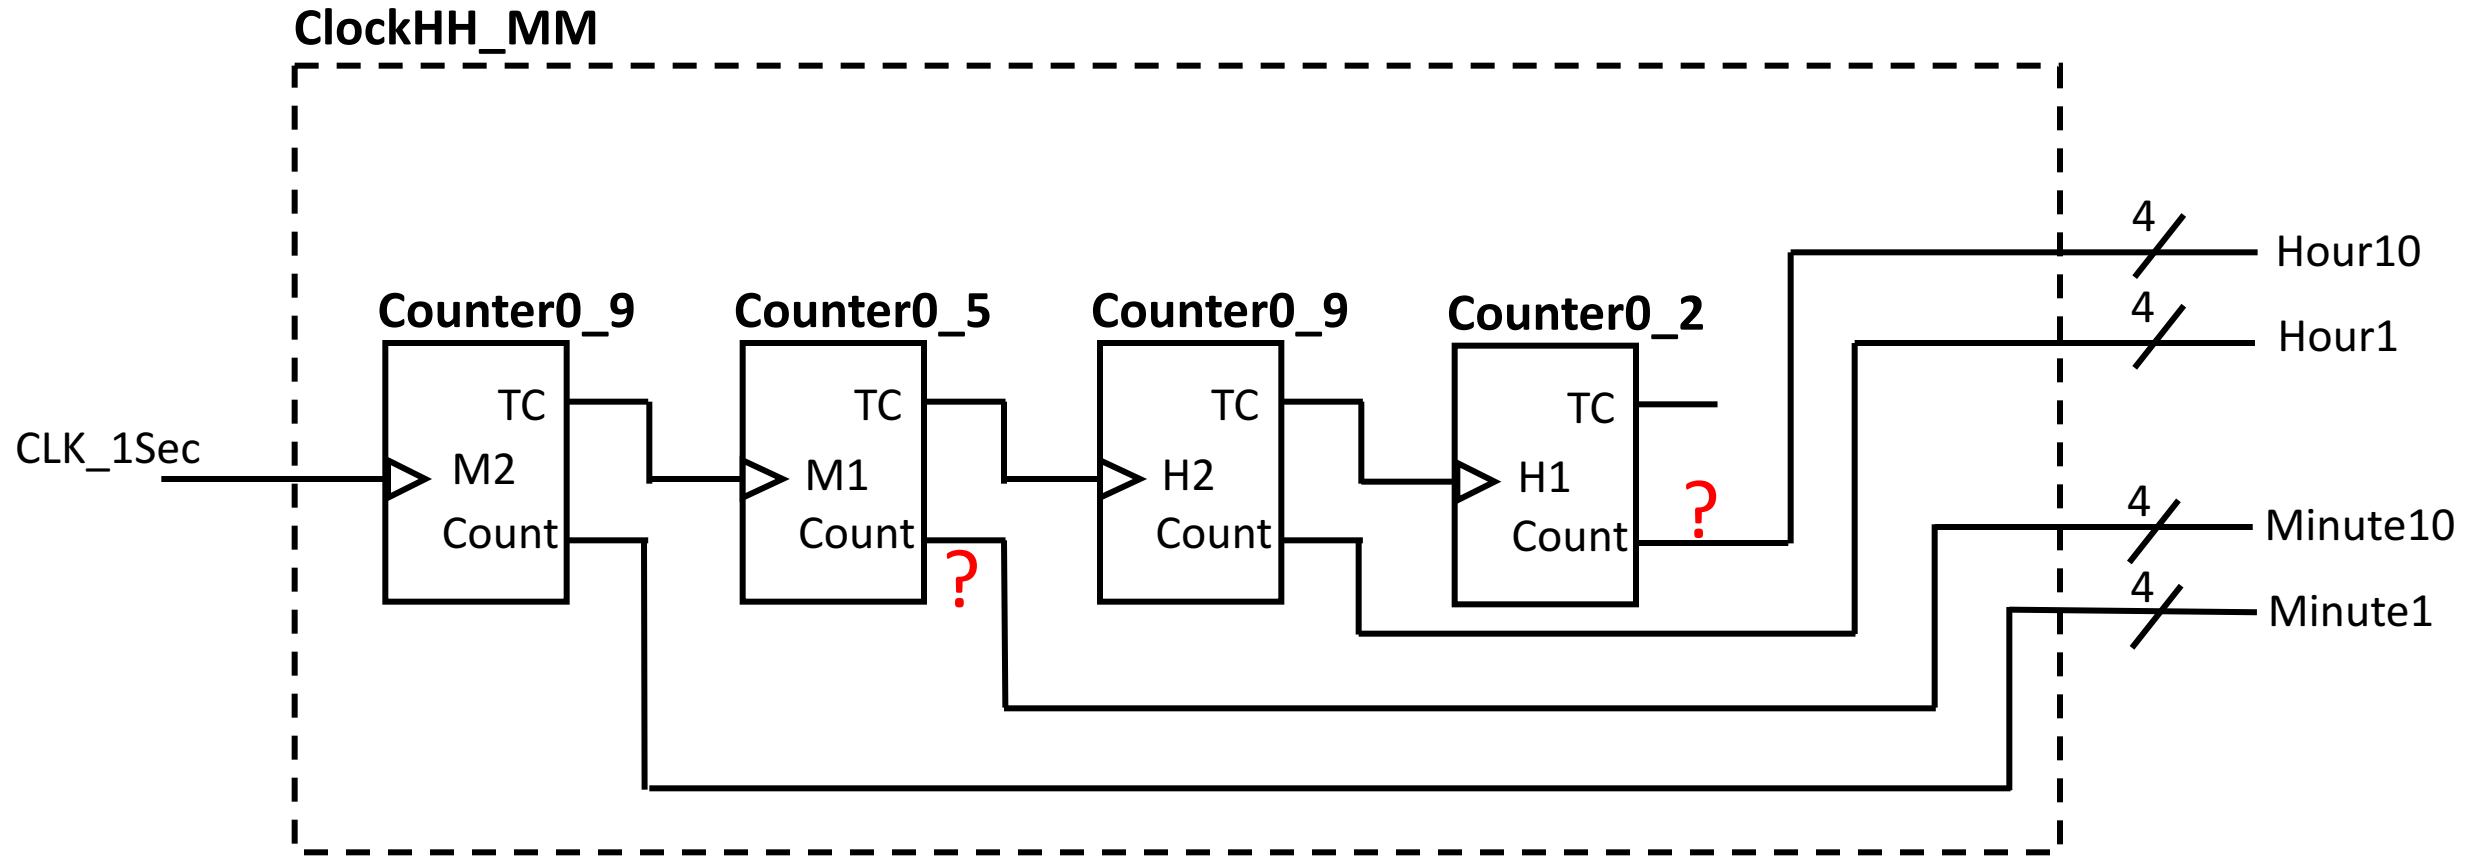 ClockHH_MM
4
Hour10
4
Hour1
Counter0_9
Counter0_5
Counter0_9
Counter0_2
TC
TC
TC
TC
CLK_1Sec
M2
M1
H2
H1
Count
Count
Count
Count
?
?
4
Minute10
4
Minute1